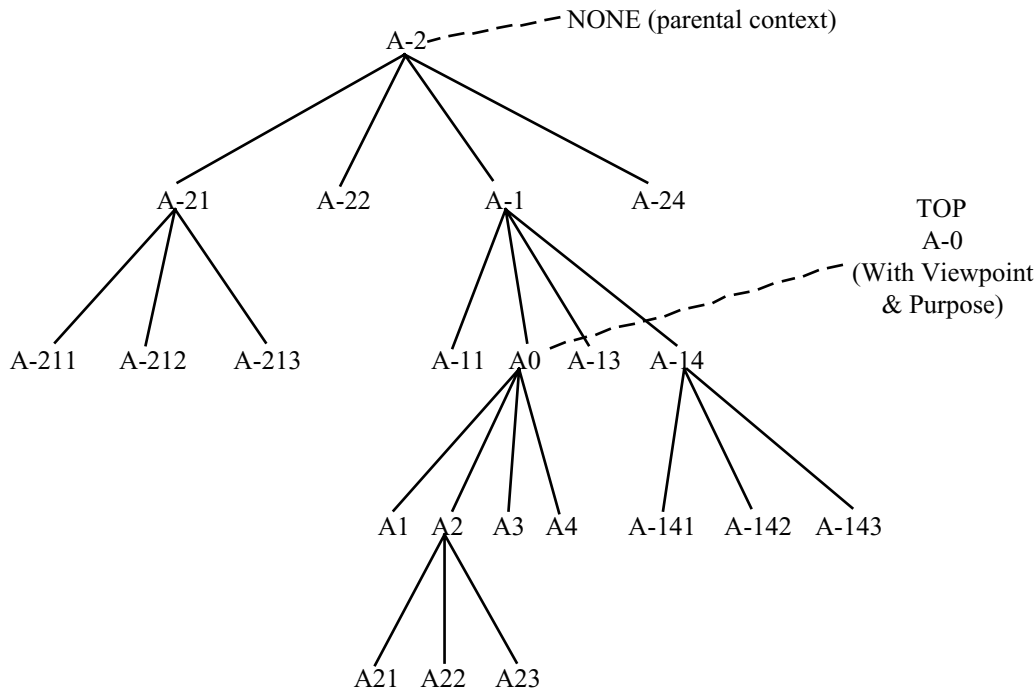 NONE (parental context)
A-2
A-21
A-22
A-1
A-24
TOP
A-0
(With Viewpoint
& Purpose)
A-211
A-212
A-213
A-11
A0
A-13
A-14
A1
A2
A3
A4
A-141
A-142
A-143
A21
A22
A23